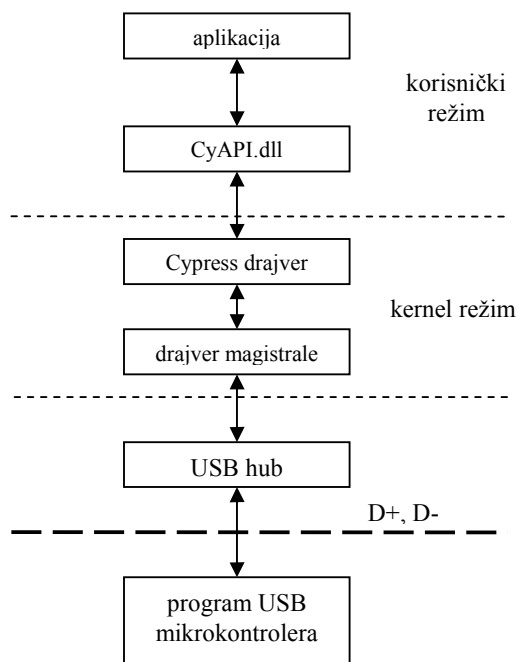 aplikacija
korisnički
režim
CyAPI.dll
Cypress drajver
kernel režim
drajver magistrale
USB hub
D+, D-
program USB
mikrokontrolera